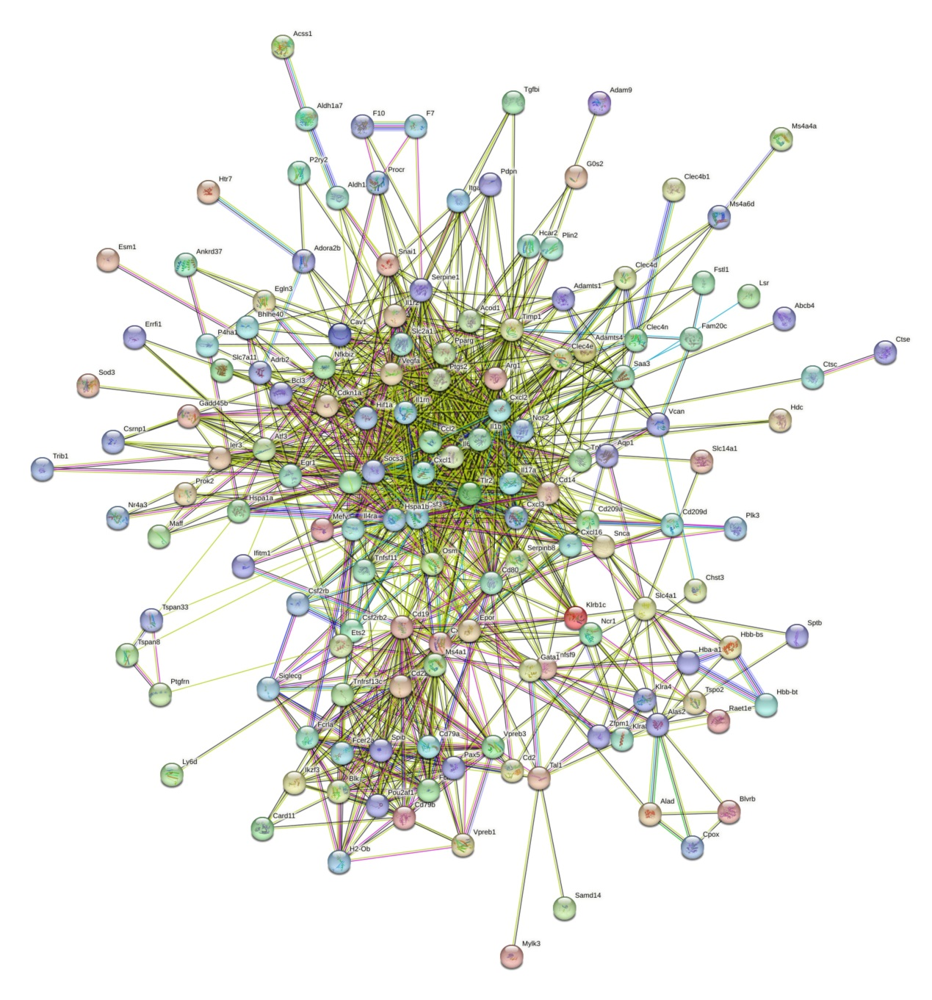 Acss1
Tgfbi
Adam9
Aldh1a7
F10
F7
Ms4a4a
P2ry2
Procr
Pdpn
G0s2
Htr7
Aldh1
Itga
Clec4b1
Ms4a6d
Hcar2
Plin2
Esm1
Ankrd37
Adora2b
Snai1
Clec4d
Fstl1
Lsr
Egln3
Serpine1
Adamts1
Abcb4
Bhlhe40
Il1r2
Acod1
Timp1
Errfi1
P4ha1
Cav1
Slc2a1
Pparg
Clec4e
Adamts4
Clec4n
Fam20c
Ctse
Slc7a11
Adrb2
Nfkbiz
Vegfa
Ptgs2
Arg1
Saa3
Ctsc
Sod3
Bcl3
Cdkn1a
Hif1a
Il1rn
Cxcl2
Gadd45b
Nos2
Vcan
Hdc
Csrnp1
Atf3
Ccl2
Il1b
Ier3
Il6
Aqp1
Trib1
Egr1
Socs3
Cxcl1
Slc14a1
Il17a
Prok2
Hspa1a
Tlr2
Cd14
Nr4a3
Maff
Mefv
Il4ra
Hspa1b
Csf3
Cxcl3
Cd209a
Cd209d
Plk3
Ifitm1
Tnfsf11
Osm
Serpinb8
Cxcl16
Snca
Cd80
Chst3
Csf2rb
Tspan33
Csf2rb2
Cd19
Epor
Klrb1c
Slc4a1
Tspan8
Ets2
Ms4a1
Ncr1
Hbb-bs
Sptb
Gata1
Tnfsf9
Hba-a1
Ptgfrn
Siglecg
Tnfrsf13c
Klra4
Tspo2
Hbb-bt
Raet1e
Fcrla
Fcer2a
Spib
Cd79a
Vpreb3
Zfpm1
Alas2
Ly6d
Ikzf3
Blk
Pax5
Cd2
Tal1
Card11
Pou2af1
Cd79b
Alad
Blvrb
Vpreb1
Cpox
H2-Ob
Samd14
Mylk3